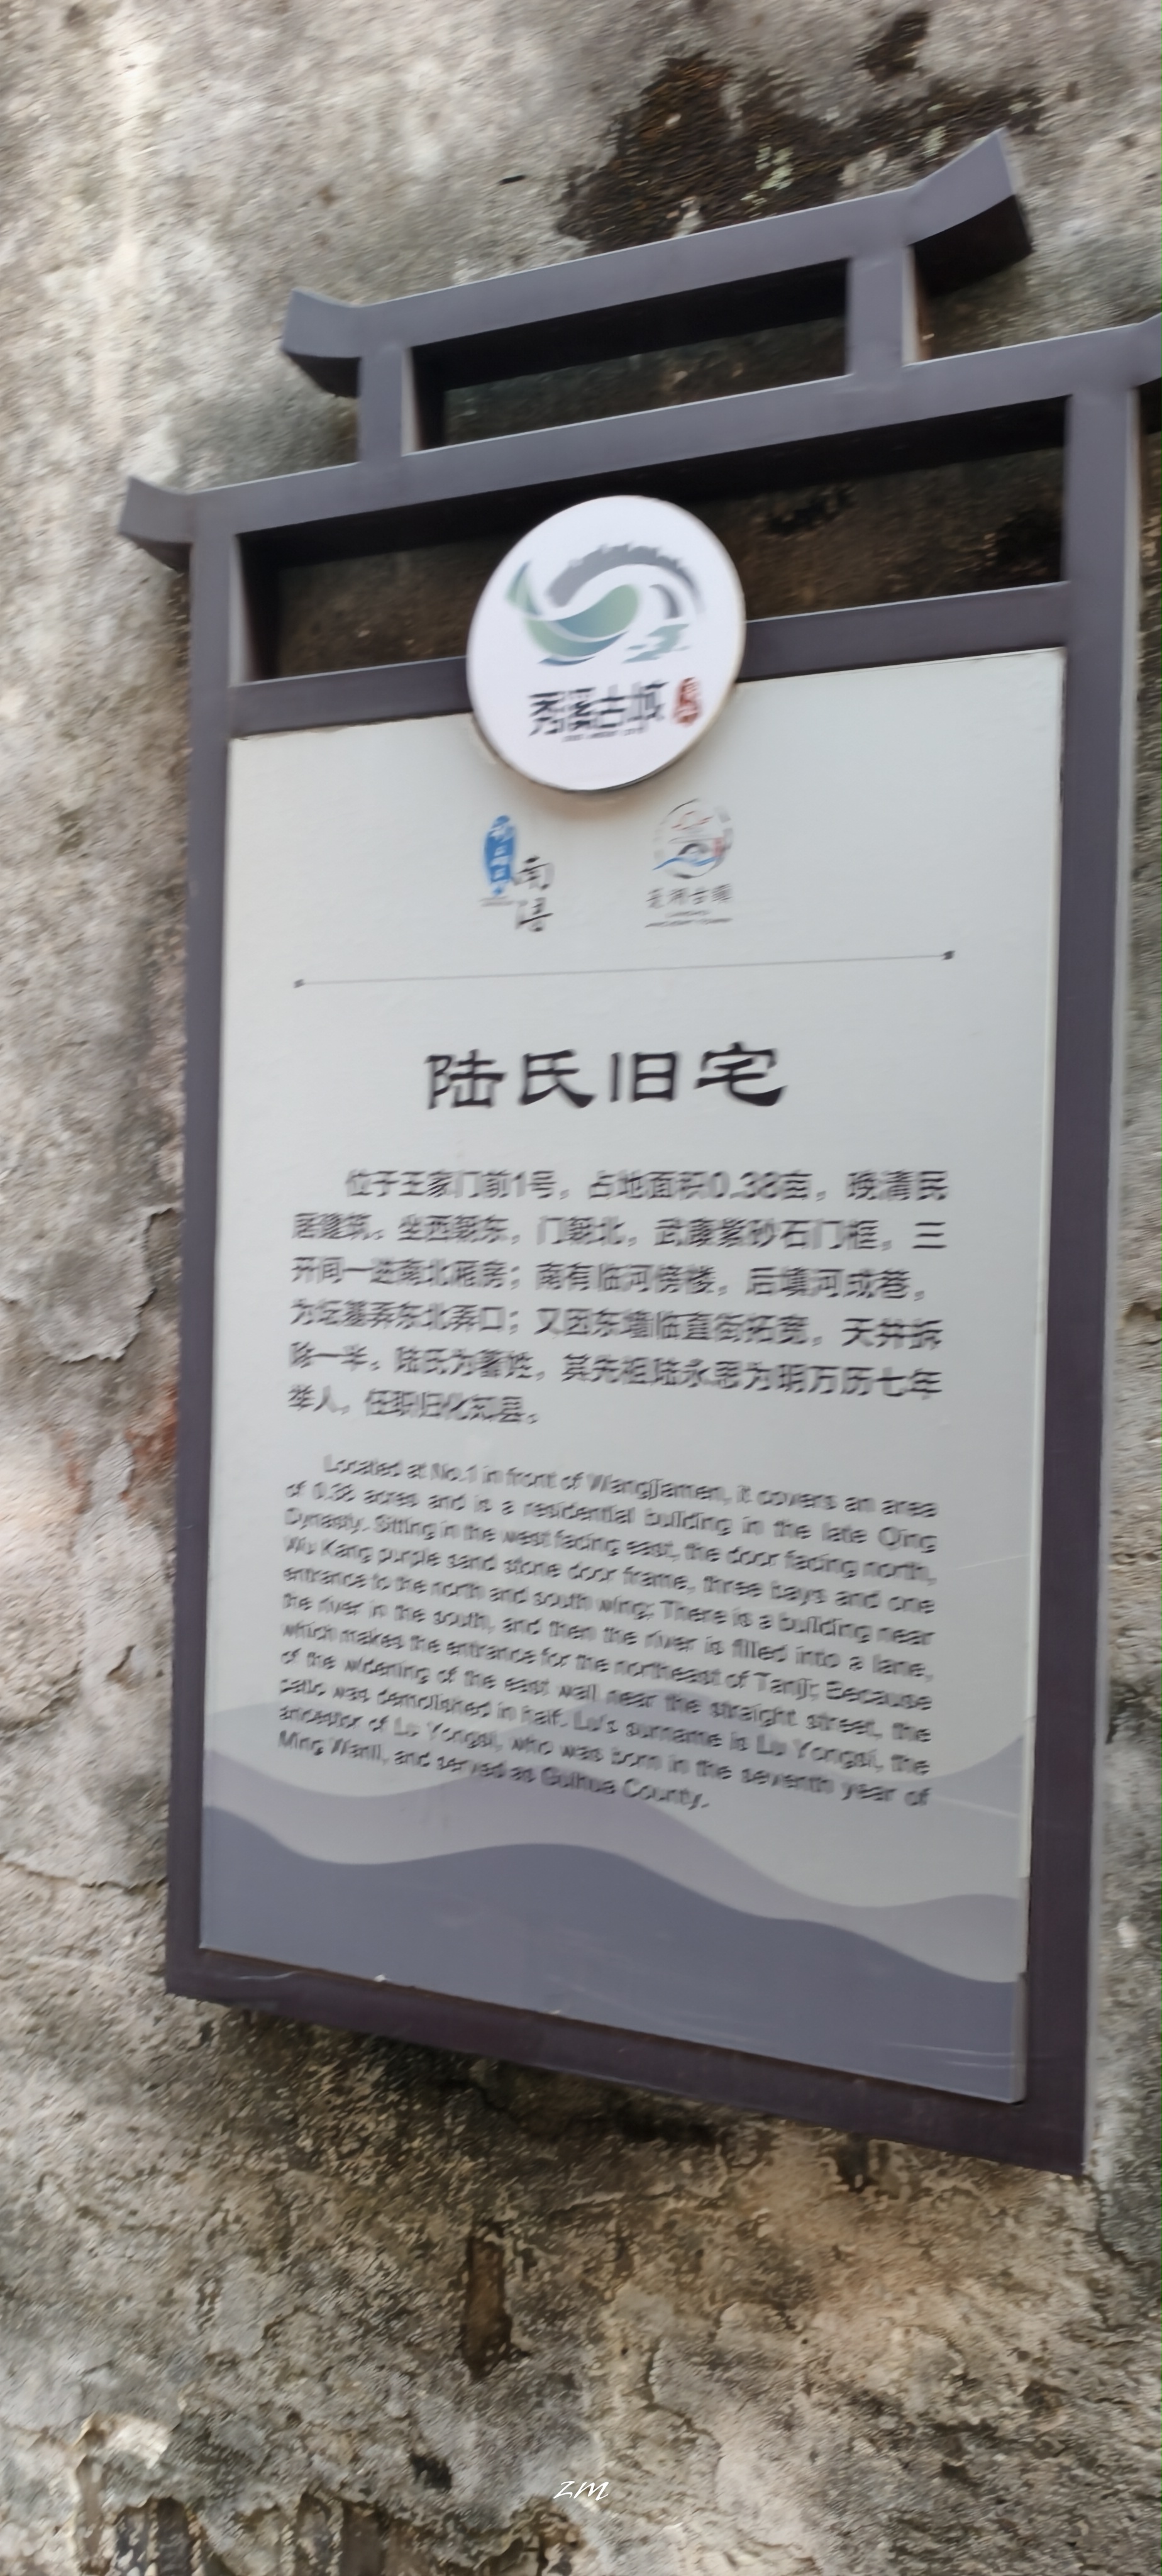 古城
南
浔
陆氏旧宅
位于王家门前1号，占地面积0.38亩，晚清民
居建筑。坐西朝东，门朝北，武康紫砂石门框，三
开间一进南北厢房；南有临河傍楼，后填河成巷，
为坛基弄东北弄口；又因东墙临直街拓宽，天井拆
除一半。陆氏为著姓，其先祖陆永思为明万历七年
举人，任职归化知县。
Located at No.1 in front of WangJiamen, it covers an area
of 0.38 acres and is a residential building in the late Qing
Dynasty. Sitting in the west facing east, the door facing north,
Wu Kang purple sand stone door frame, three bays and one
entrance to the north and south wing; There is a building near
the river in the south, and then the river is filled into a lane,
which makes the entrance for the northeast of Tanji; Because
of the widening of the east wall near the straight street, the
patio was demolished in half. Lu's surname is Lu Yongsi, the
ancestor of Lu Yongsi, who was born in the seventh year of
Ming Wanli, and served as Guihua County.
zm